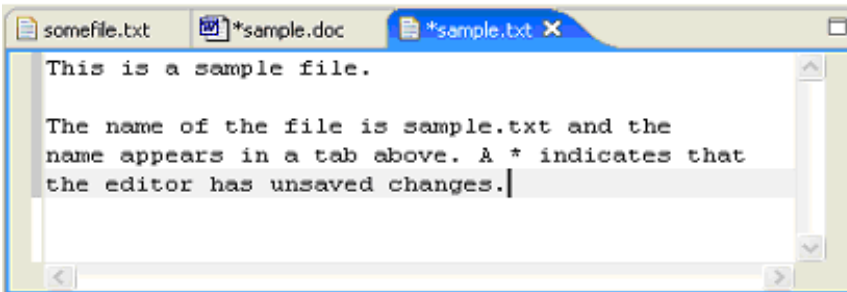 somefile.txt *sample.doc *sample.txt
This is a sample file.
The name of the file is sample.txt and the
name appears in a tab above. A * indicates that
the editor has unsaved changes.